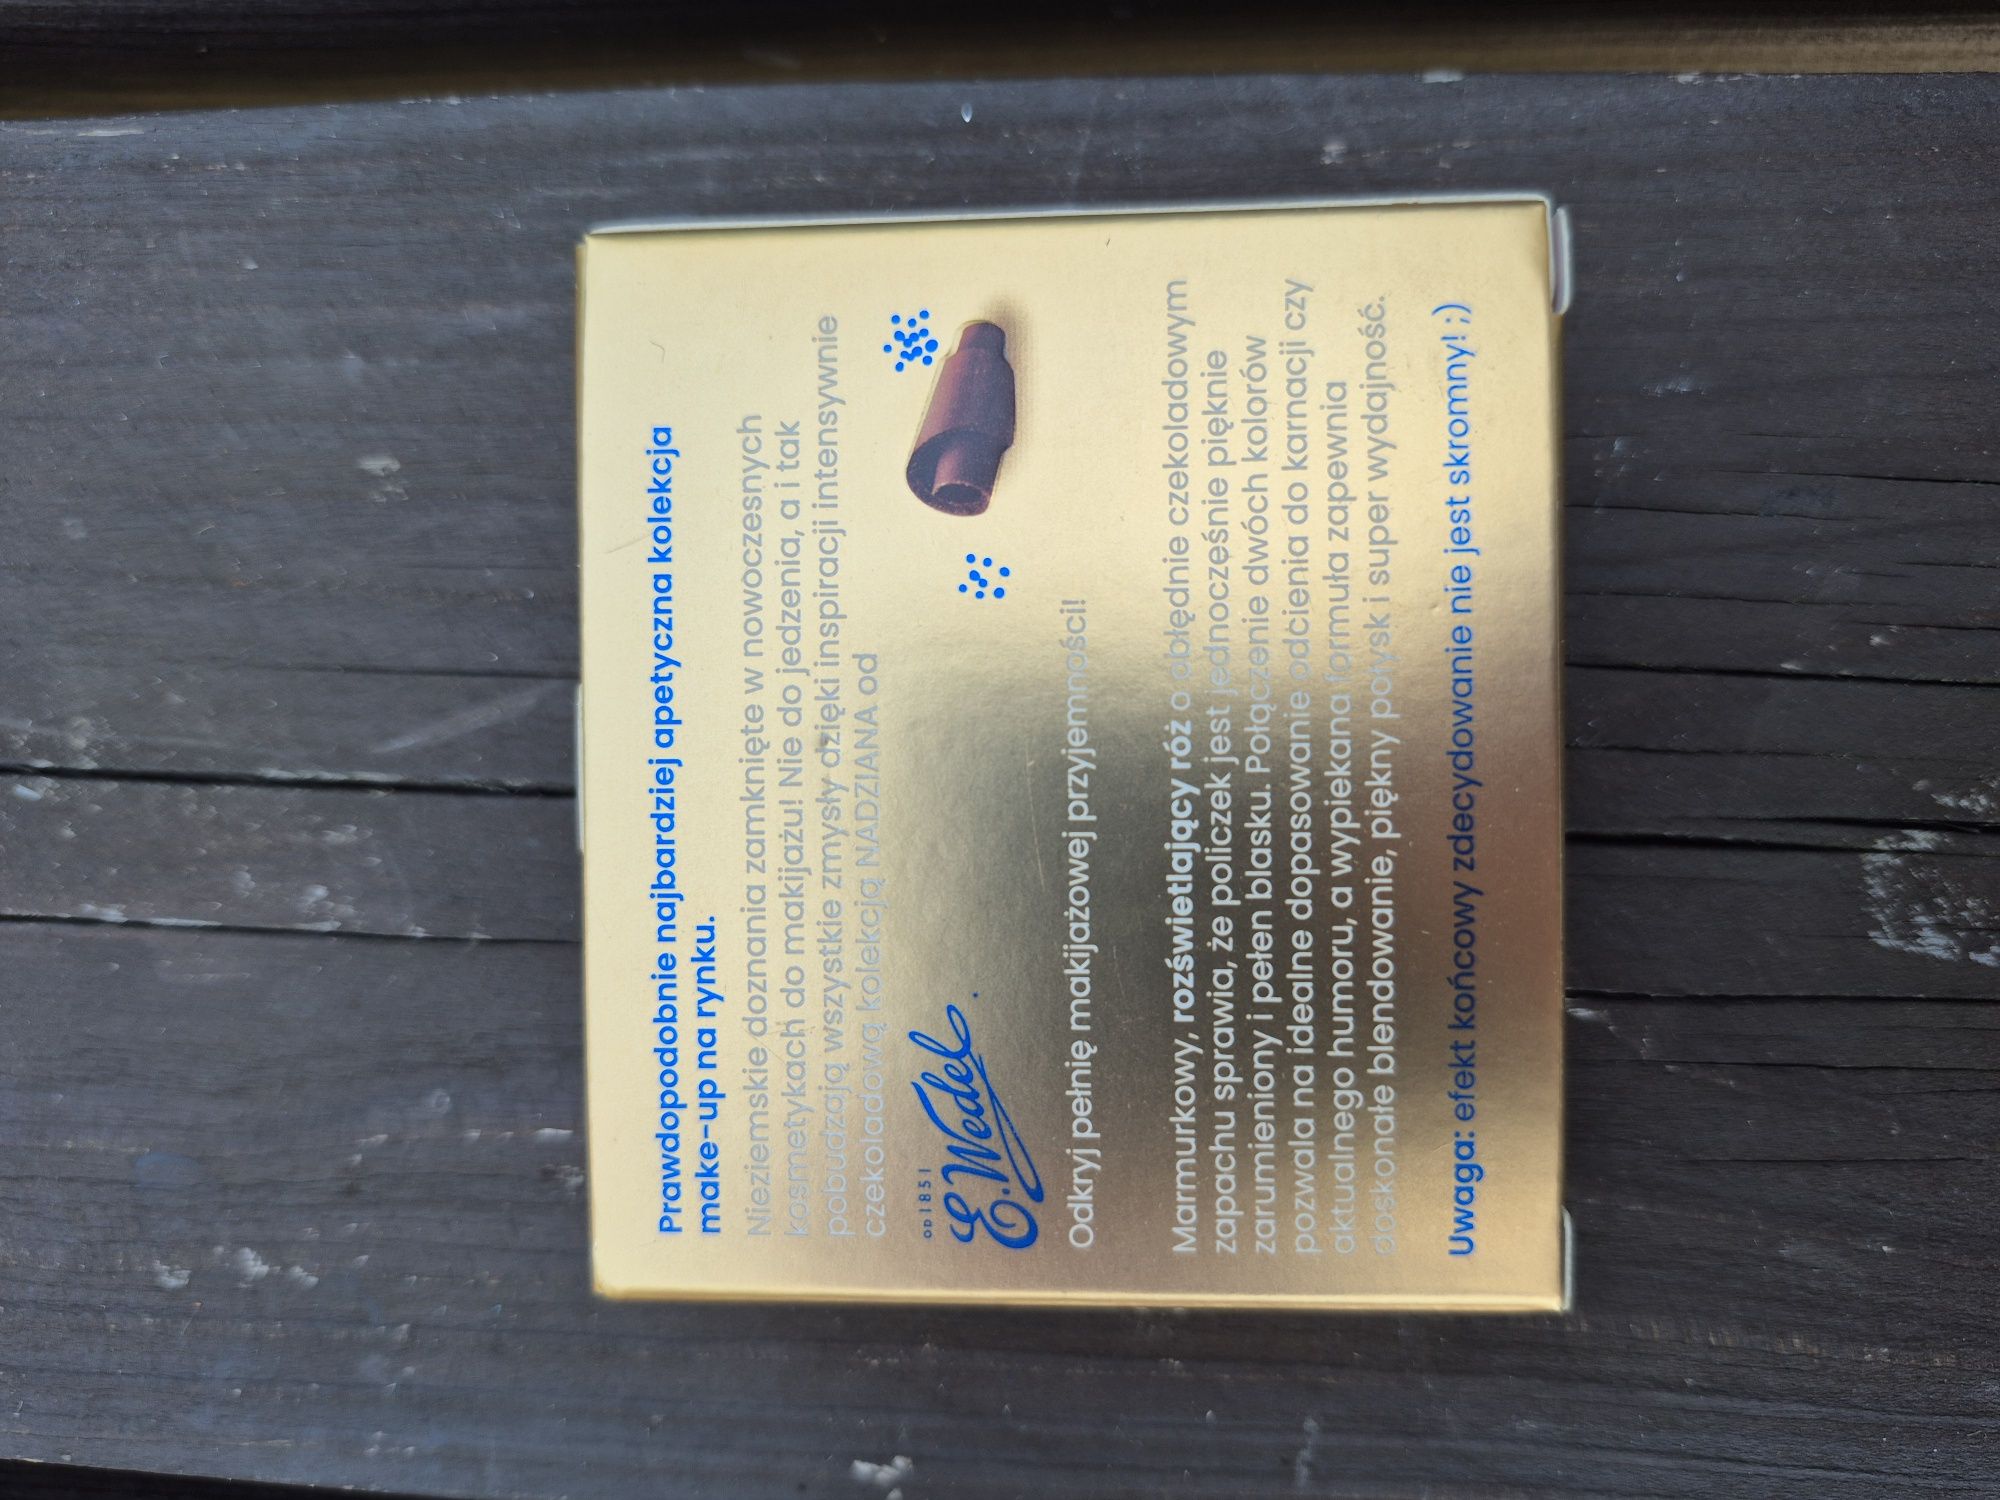 Prawdopodobnie najbardziej apetyczna kolekcja
make-up na rynku.
Nieziemskie doznania zamknięte w nowoczesnych
kosmetykach do makijażu! Nie do jedzenia, a i tak
pobudzają wszystkie zmysły dzięki inspiracji intensywnie
czekoladową kolekcją NADZIANA od
OD 1851
E.Wedel.
Odkryj pełnię makijażowej przyjemności!
Marmurkowy, rozświetlający róż o obłędnie czekoladowym
zapachu sprawia, że policzek jest jednocześnie pięknie
zarumieniony i pełen blasku. Połączenie dwóch kolorów
pozwala na idealne dopasowanie odcienia do karnacji czy
aktualnego humoru, a wypiekana formuła zapewnia
doskonałe blendowanie, piękny połysk i super wydajność.
Uwaga: efekt końcowy zdecydowanie nie jest skromny! ;)